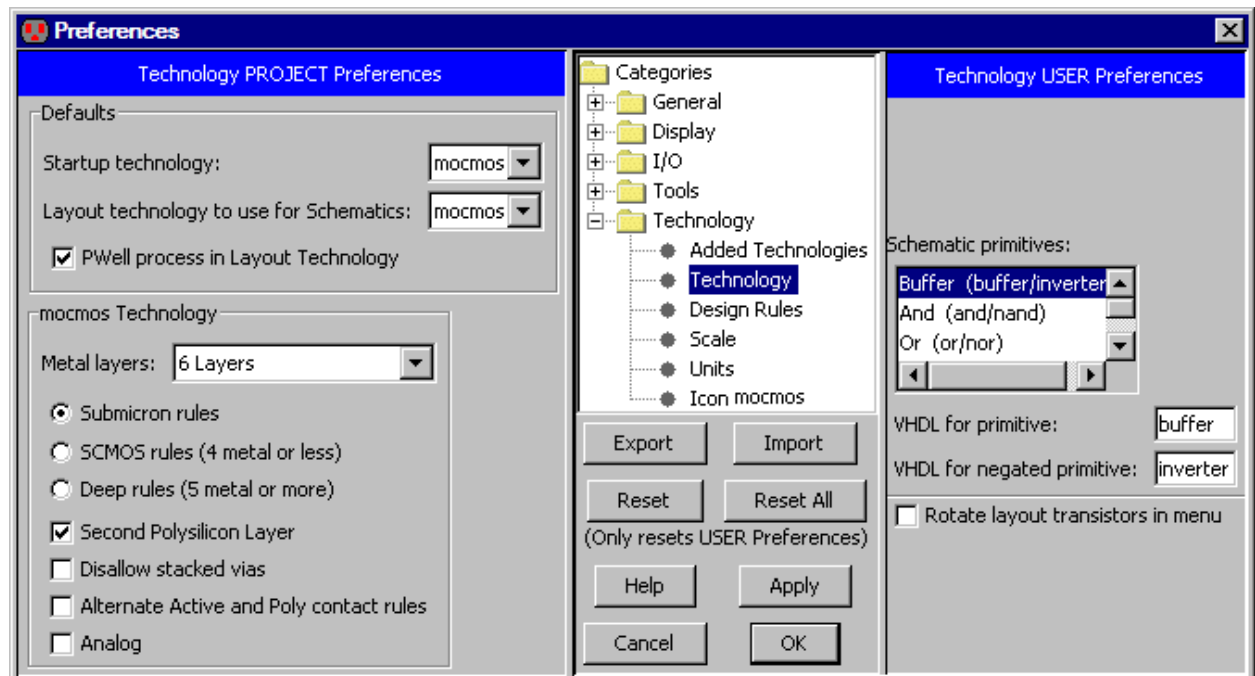 Preferences
Technology PROJECT Preferences
Defaults
Startup technology: mocmos
Layout technology to use for Schematics: mocmos
PWell process in Layout Technology
mocmos Technology
Metal layers: 6 Layers
Submicron rules
SCMOS rules (4 metal or less)
Deep rules (5 metal or more)
Second Polysilicon Layer
Disallow stacked vias
Alternate Active and Poly contact rules
Analog
Categories
General
Display
I/O
Tools
Technology
Added Technologies
Technology
Design Rules
Scale
Units
Icon mocmos
Export Import
Reset Reset All
(Only resets USER Preferences)
Help Apply
Cancel OK
Technology USER Preferences
Schematic primitives:
Buffer (buffer/inverter
And (and/nand)
Or (or/nor)
VHDL for primitive: buffer
VHDL for negated primitive: inverter
Rotate layout transistors in menu